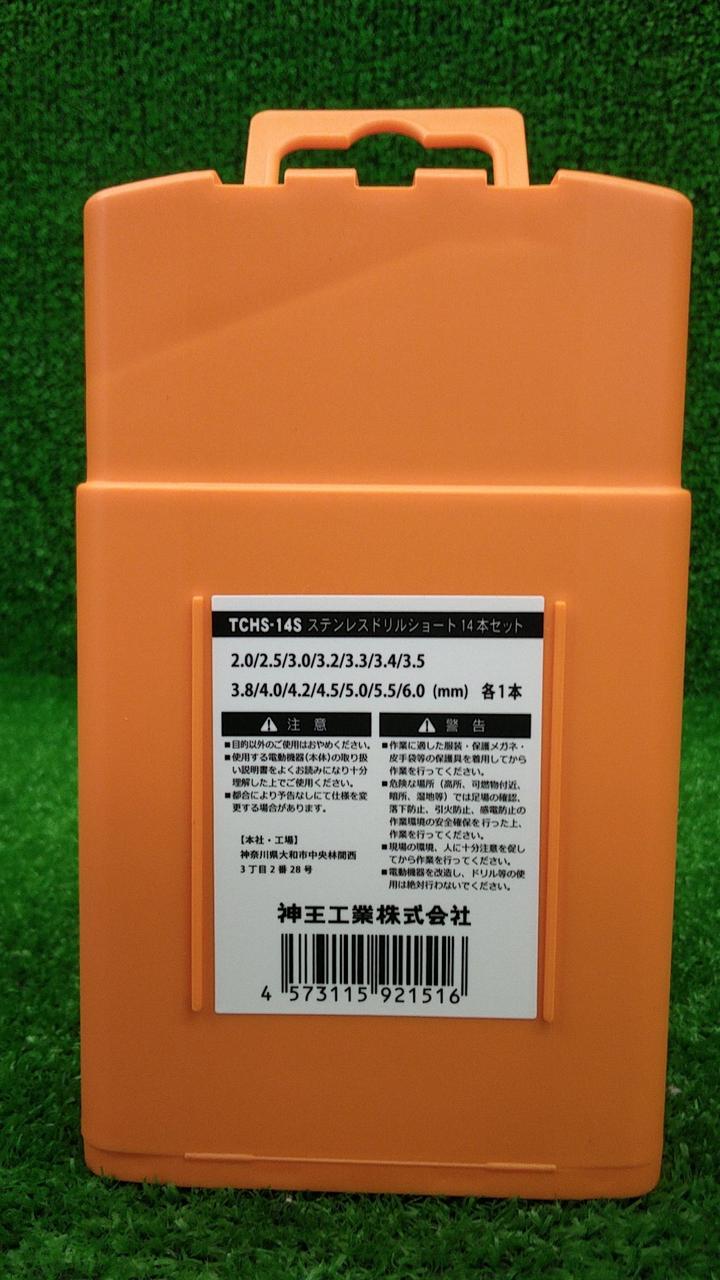 TCHS-14S ステンレスドリルショート14本セット
2.0/2.5/3.0/3.2/3.3/3.4/3.5
3.8/4.0/4.2/4.5/5.0/5.5/6.0 (mm) 各1本
注 意
■目的以外のご使用はおやめください。
■使用する電動機器(本体)の取り扱
い説明書をよくお読みになり十分
理解した上でご使用ください。
■都合により予告なしにて仕様を変
更する場合があります。
【本社・工場】
神奈川県大和市中央林間西
3丁目2番28号
警 告
■作業に適した服装・保護メガネ・
皮手袋等の保護具を着用してから
作業を行ってください。
■危険な場所(高所、可燃物付近、
暗所、湿地等)では足場の確認、
落下防止、引火防止、感電防止の
作業環境の安全確保を行った上、
作業を行ってください。
■現場の環境、人に十分注意を促し
てから作業を行ってください。
■電動機器を改造し、ドリル等の使
用は絶対行わないでください。
神王工業株式会社
4 573115 921516